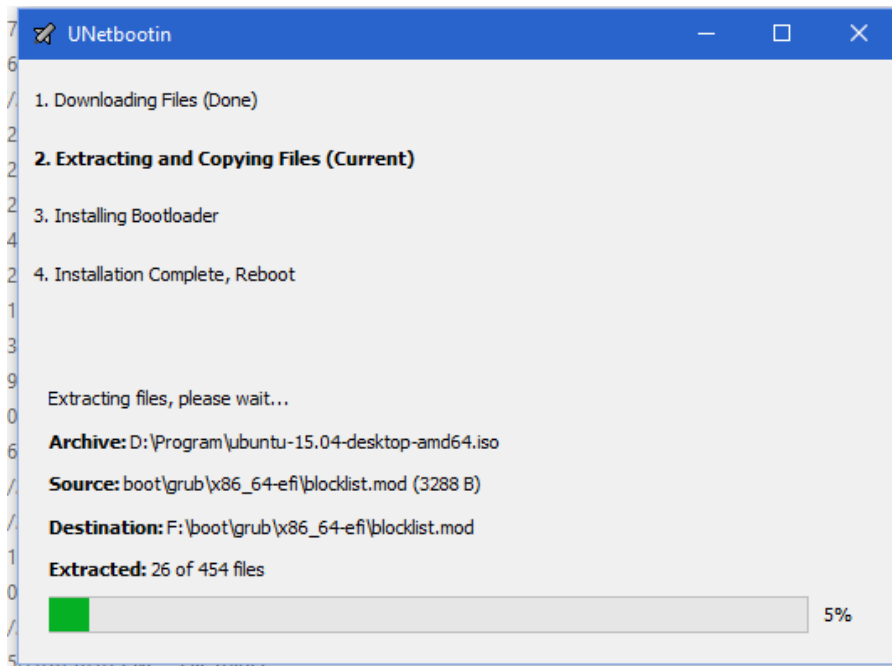 UNetbootin
1. Downloading Files (Done)
2. Extracting and Copying Files (Current)
3. Installing Bootloader
4. Installation Complete, Reboot
Extracting files, please wait...
Archive: D:\Program\ubuntu-15.04-desktop-amd64.iso
Source: boot\grub\x86_64-efi\blocklist.mod (3288 B)
Destination: F:\boot\grub\x86_64-efi\blocklist.mod
Extracted: 26 of 454 files
5%